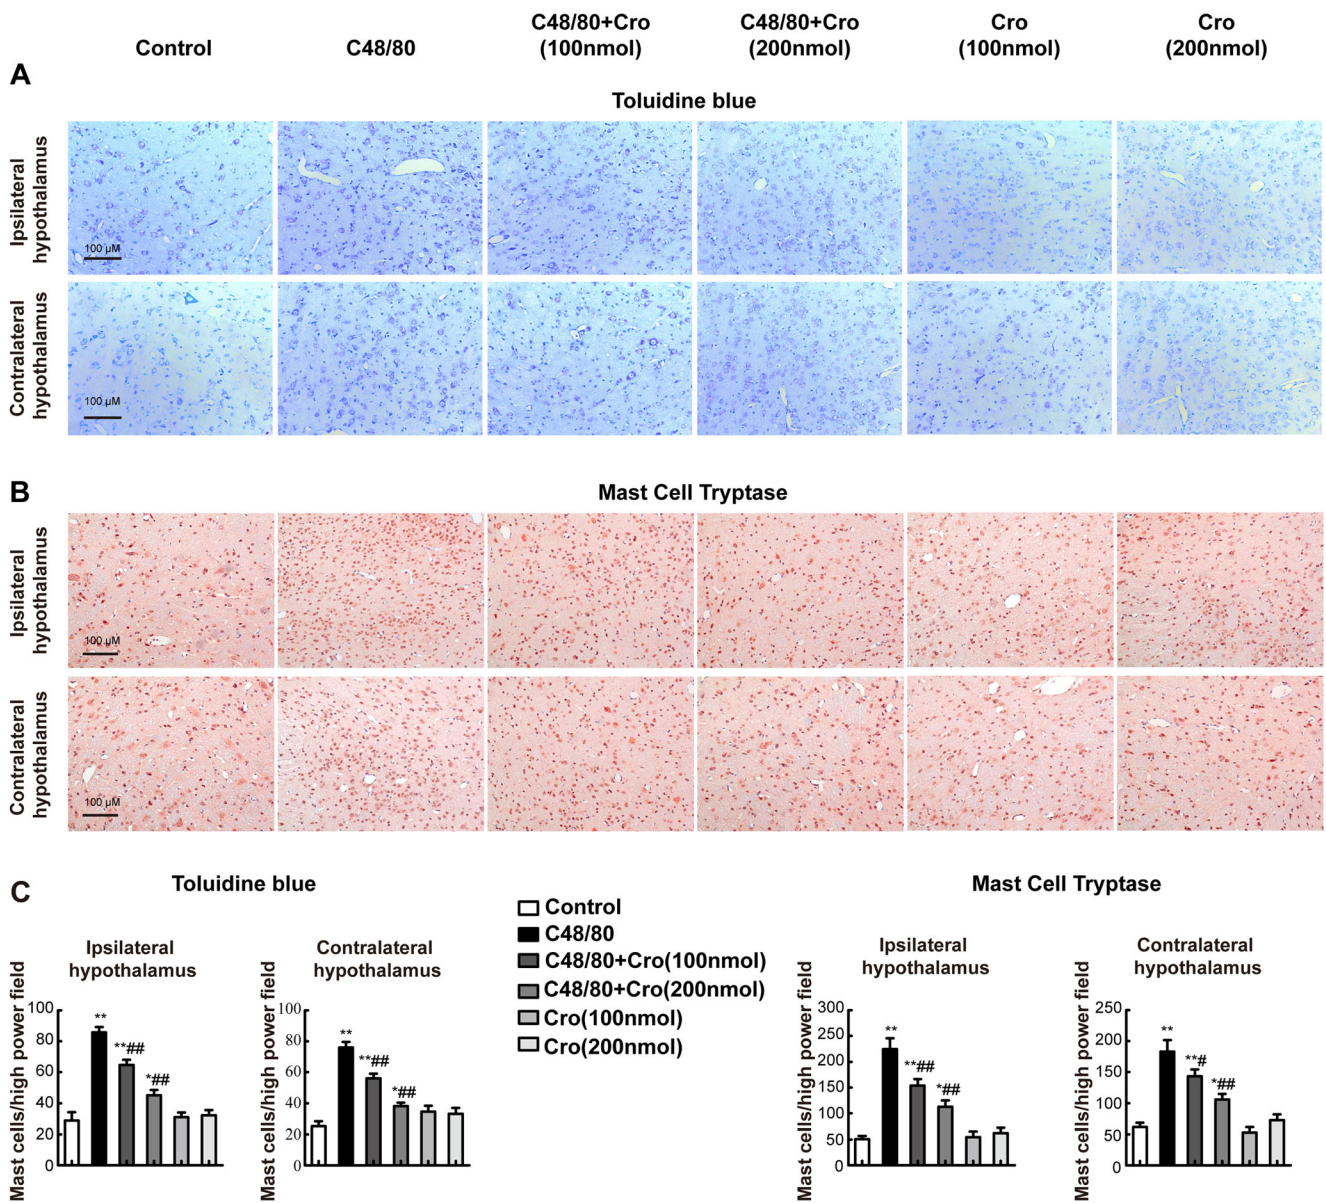 Control
C48/80
C48/80+Cro
(100nmol)
C48/80+Cro
(200nmol)
Cro
(100nmol)
Cro
(200nmol)
A
Toluidine blue
Ipsilateral
hypothalamus
100 µM
Contralateral
hypothalamus
100 µM
B
Mast Cell Tryptase
Ipsilateral
hypothalamus
100 µM
Contralateral
hypothalamus
100 µM
C
Toluidine blue
Ipsilateral
hypothalamus
Mast cells/high power field
100
80
60
40
20
0
**
**##
*##
Contralateral
hypothalamus
Mast cells/high power field
100
80
60
40
20
0
**
**##
*##
Control
C48/80
C48/80+Cro(100nmol)
C48/80+Cro(200nmol)
Cro(100nmol)
Cro(200nmol)
Mast Cell Tryptase
Ipsilateral
hypothalamus
Mast cells/high power field
300
250
200
150
100
50
0
**
**##
*##
Contralateral
hypothalamus
Mast cells/high power field
250
200
150
100
50
0
**
**#
*##